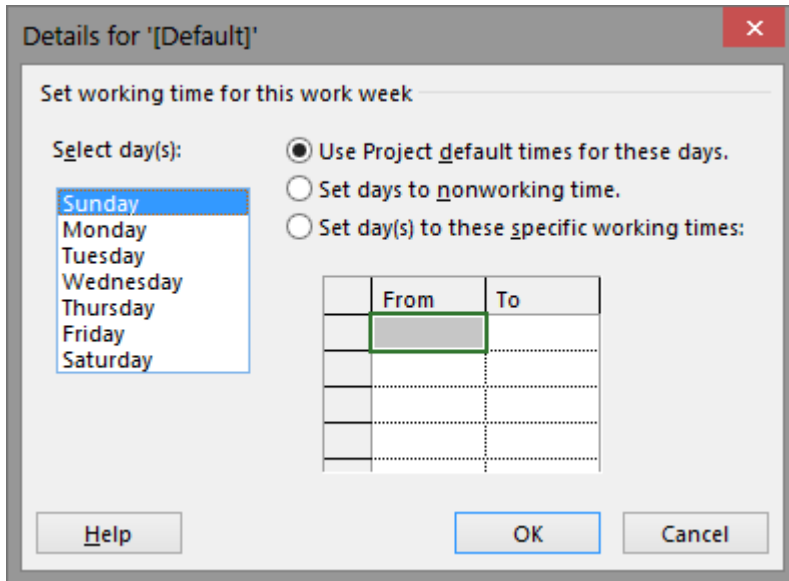 Details for '[Default]'
Set working time for this work week
Select day(s):
Use Project default times for these days.
Set days to nonworking time.
Set day(s) to these specific working times:
Sunday
Monday
Tuesday
Wednesday
Thursday
Friday
Saturday
From To
Help OK Cancel